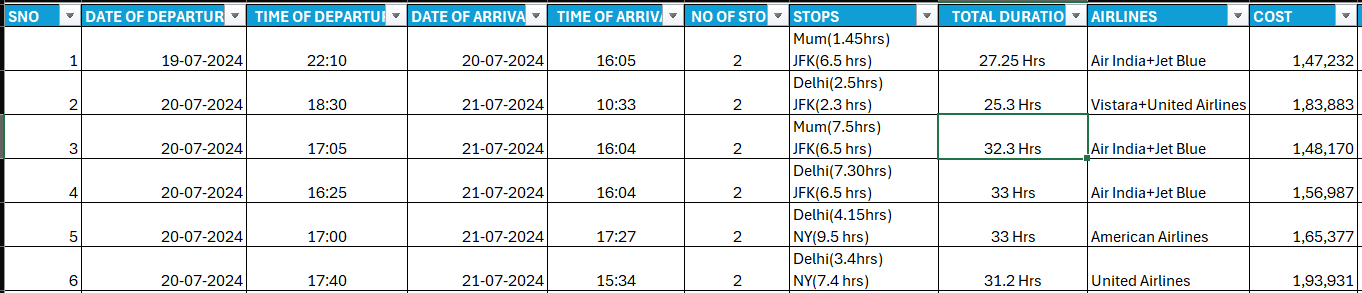 SNO DATE OF DEPARTUR TIME OF DEPARTUR DATE OF ARRIVA TIME OF ARRIVA NO OF STO STOPS TOTAL DURATIO AIRLINES COST
1 19-07-2024 22:10 20-07-2024 16:05 2 Mum(1.45hrs) JFK(6.5 hrs) 27.25 Hrs Air India+Jet Blue 1,47,232
2 20-07-2024 18:30 21-07-2024 10:33 2 Delhi(2.5hrs) JFK(2.3 hrs) 25.3 Hrs Vistara+United Airlines 1,83,883
3 20-07-2024 17:05 21-07-2024 16:04 2 Mum(7.5hrs) JFK(6.5 hrs) 32.3 Hrs Air India+Jet Blue 1,48,170
4 20-07-2024 16:25 21-07-2024 16:04 2 Delhi(7.30hrs) JFK(6.5 hrs) 33 Hrs Air India+Jet Blue 1,56,987
5 20-07-2024 17:00 21-07-2024 17:27 2 Delhi(4.15hrs) NY(9.5 hrs) 33 Hrs American Airlines 1,65,377
6 20-07-2024 17:40 21-07-2024 15:34 2 Delhi(3.4hrs) NY(7.4 hrs) 31.2 Hrs United Airlines 1,93,931